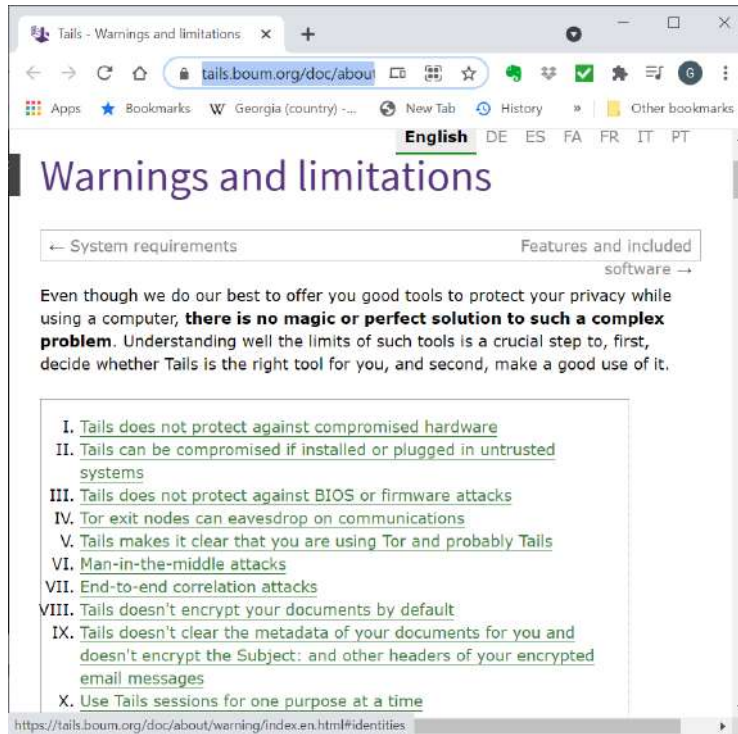 Tails - Warnings and limitations
tails.boum.org/doc/about
G
Apps Bookmarks W Georgia (country) -... New Tab History » Other bookmarks
English DE ES FA FR IT PT
Warnings and limitations
← System requirements
Features and included
software →
Even though we do our best to offer you good tools to protect your privacy while
using a computer, there is no magic or perfect solution to such a complex
problem. Understanding well the limits of such tools is a crucial step to, first,
decide whether Tails is the right tool for you, and second, make a good use of it.
I. Tails does not protect against compromised hardware
II. Tails can be compromised if installed or plugged in untrusted
systems
III. Tails does not protect against BIOS or firmware attacks
IV. Tor exit nodes can eavesdrop on communications
V. Tails makes it clear that you are using Tor and probably Tails
VI. Man-in-the-middle attacks
VII. End-to-end correlation attacks
VIII. Tails doesn't encrypt your documents by default
IX. Tails doesn't clear the metadata of your documents for you and
doesn't encrypt the Subject: and other headers of your encrypted
email messages
X. Use Tails sessions for one purpose at a time
https://tails.boum.org/doc/about/warning/index.en.html#identities